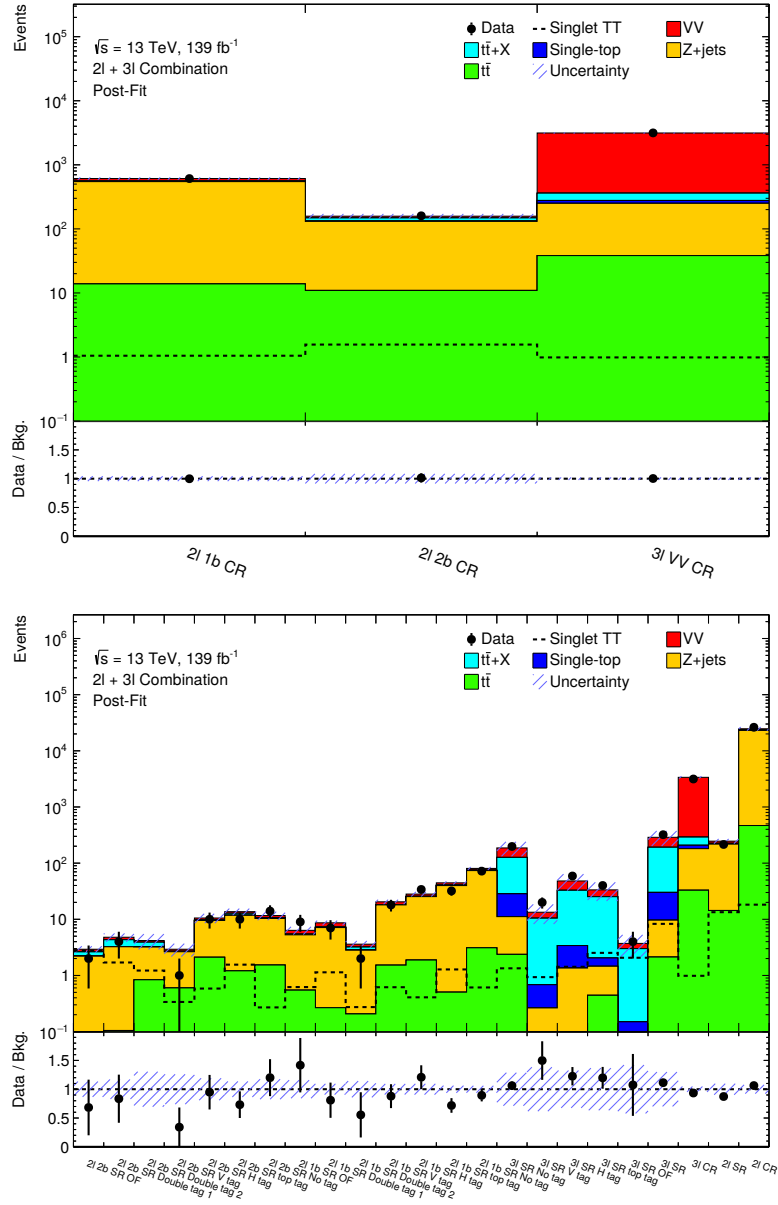 Events
10⁵
10⁴
10³
10²
10
1
10⁻¹
√s = 13 TeV, 139 fb⁻¹
2l + 3l Combination
Post-Fit
Data
Singlet TT
VV
tt̄+X
Single-top
Z+jets
tt̄
Uncertainty
Data / Bkg.
1.5
1
0.5
0
2l 1b CR
2l 2b CR
3l VV CR
Events
10⁶
10⁵
10⁴
10³
10²
10
1
10⁻¹
√s = 13 TeV, 139 fb⁻¹
2l + 3l Combination
Post-Fit
Data
Singlet TT
VV
tt̄+X
Single-top
Z+jets
tt̄
Uncertainty
Data / Bkg.
1.5
1
0.5
0
2l 2b SR OF
2l 2b SR Double tag 1
2l 2b SR Double tag 2
2l 2b SR V tag
2l 2b SR H tag
2l 2b SR top tag
2l 2b SR No tag
2l 1b SR OF
2l 1b SR Double tag 1
2l 1b SR Double tag 2
2l 1b SR V tag
2l 1b SR H tag
2l 1b SR top tag
2l 1b SR No tag
3l SR No tag
3l SR V tag
3l SR H tag
3l SR top tag
3l SR OF
3l SR
3l CR
2l SR
2l CR